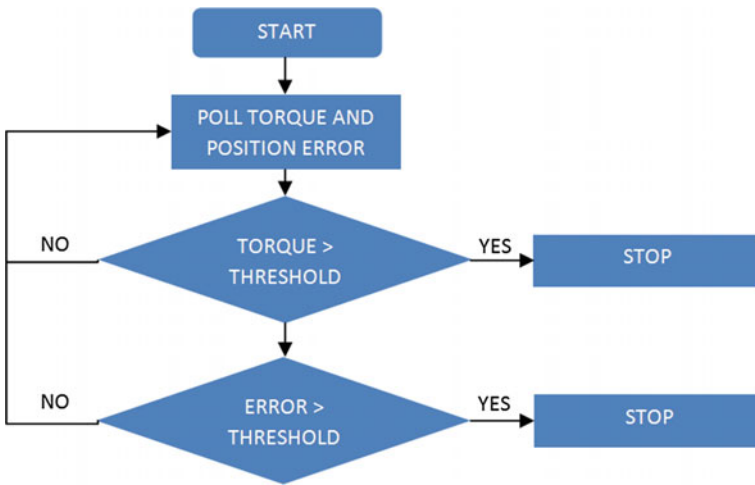 START
POLL TORQUE AND
POSITION ERROR
NO
TORQUE >
THRESHOLD
YES
STOP
NO
ERROR >
THRESHOLD
YES
STOP